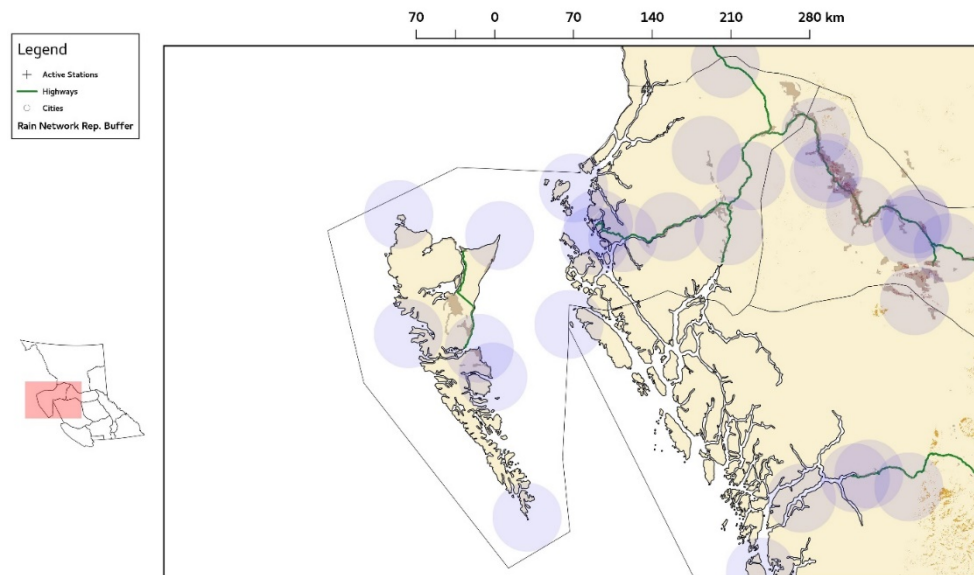 70 0 70 140 210 280 km
Legend
Active Stations
Highways
Cities
Rain Network Rep. Buffer